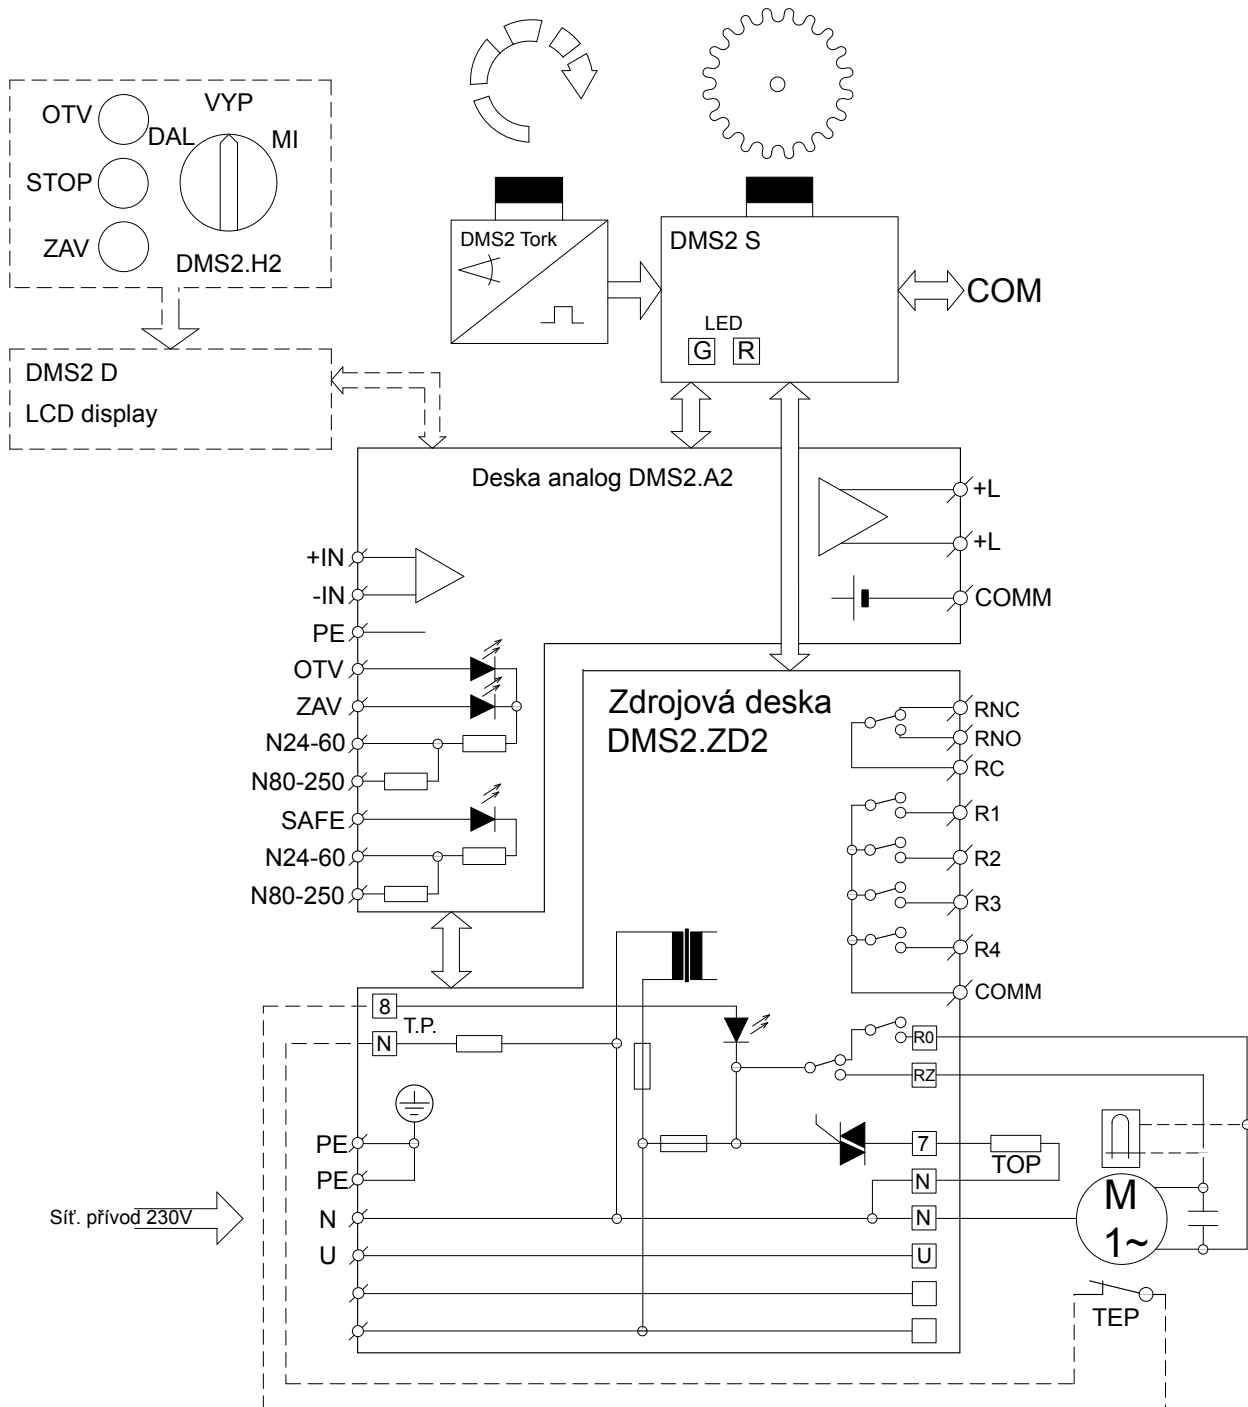 OTV
VYP
DAL
MI
STOP
ZAV
DMS2.H2
DMS2 Tork
DMS2 S
LED
G
R
COM
DMS2 D
LCD display
Deska analog DMS2.A2
+IN
-IN
PE
OTV
ZAV
N24-60
N80-250
SAFE
N24-60
N80-250
+L
+L
COMM
Zdrojová deska
DMS2.ZD2
RNC
RNO
RC
R1
R2
R3
R4
COMM
8
T.P.
N
R0
RZ
PE
PE
N
U
7
N
N
U
TOP
M
1~
TEP
Síť. přívod 230V